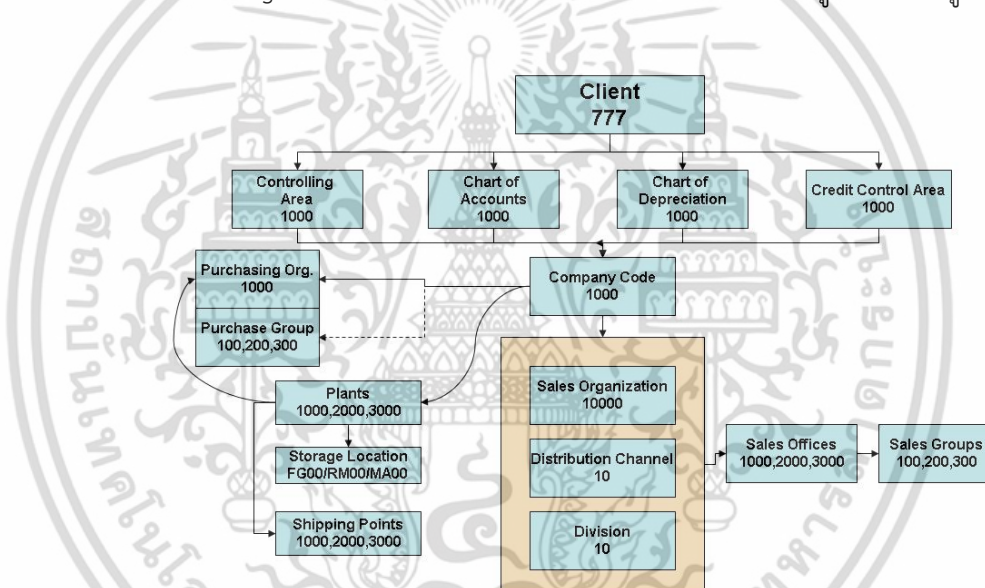 Client
777
Controlling
Area
1000
Chart of
Accounts
1000
Chart of
Depreciation
1000
Credit Control Area
1000
Purchasing Org.
1000
Purchase Group
100,200,300
Company Code
1000
Plants
1000,2000,3000
Storage Location
FG00/RM00/MA00
Shipping Points
1000,2000,3000
Sales Organization
10000
Distribution Channel
10
Division
10
Sales Offices
1000,2000,3000
Sales Groups
100,200,300